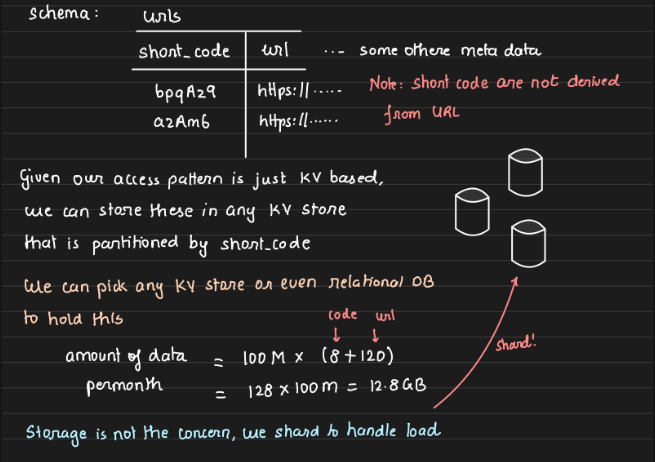 schema: urls
short_code url ... some othere meta data
bpqAz9 https://.....
Note: short code are not derived
a2Am6 https://......
from URL
Given our access pattern is just KV based,
we can store these in any KV store
that is partitioned by short_code
We can pick any KV store or even relational DB
to hold this
code url
amount of data = 100 M x (8+120)
permonth = 128 x 100m = 12.8 GB
Shard!
Storage is not the concern, we shard to handle load